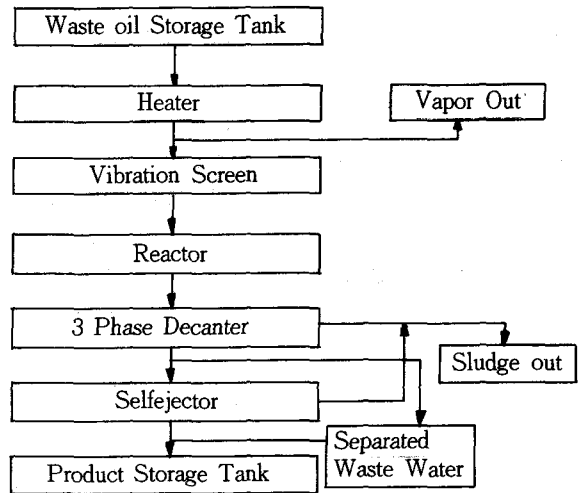 Waste oil Storage Tank
Heater
Vapor Out
Vibration Screen
Reactor
3 Phase Decanter
Sludge out
Selfejector
Separated
Waste Water
Product Storage Tank